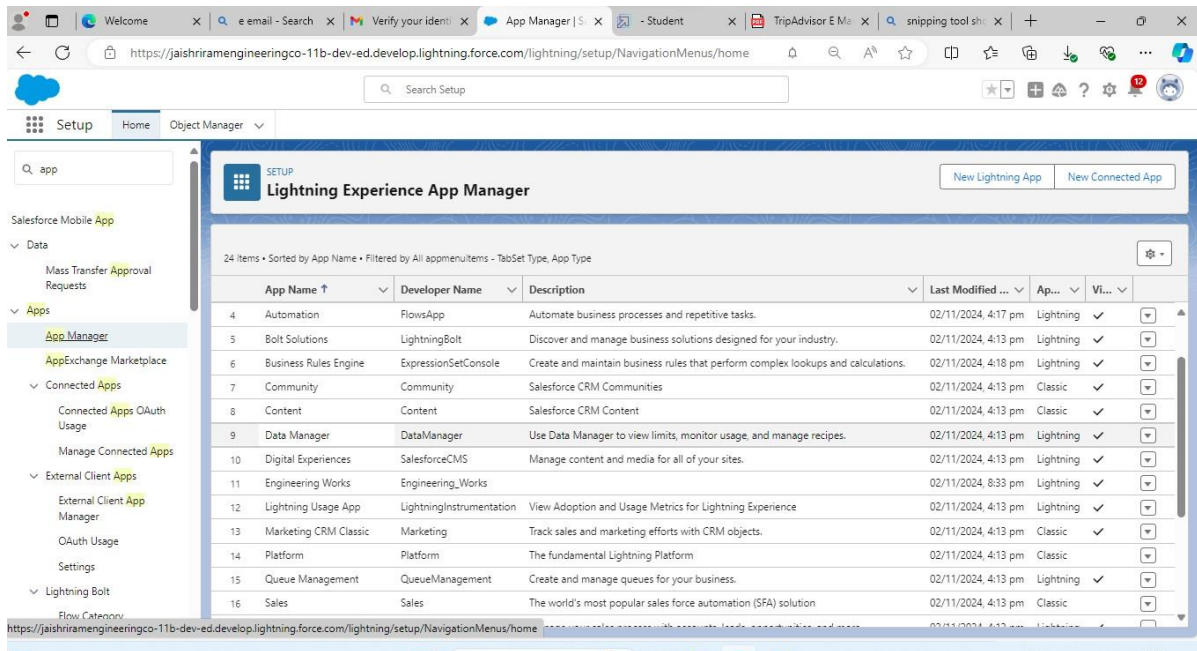 Welcome
e email - Search
Verify your identi
App Manager | S
- Student
TripAdvisor E Ma
snipping tool sho
https://jaishriramengineeringco-11b-dev-ed.develop.lightning.force.com/lightning/setup/NavigationMenus/home
Search Setup
12
Setup Home Object Manager
app
Salesforce Mobile App
Data
Mass Transfer Approval
Requests
Apps
App Manager
AppExchange Marketplace
Connected Apps
Connected Apps OAuth
Usage
Manage Connected Apps
External Client Apps
External Client App
Manager
OAuth Usage
Settings
Lightning Bolt
Flow Category
SETUP
Lightning Experience App Manager
New Lightning App New Connected App
24 items • Sorted by App Name • Filtered by All appmenuitems - TabSet Type, App Type
App Name ↑ Developer Name Description Last Modified ... Ap... Vi...
4 Automation FlowsApp Automate business processes and repetitive tasks. 02/11/2024, 4:17 pm Lightning
5 Bolt Solutions LightningBolt Discover and manage business solutions designed for your industry. 02/11/2024, 4:13 pm Lightning
6 Business Rules Engine ExpressionSetConsole Create and maintain business rules that perform complex lookups and calculations. 02/11/2024, 4:18 pm Lightning
7 Community Community Salesforce CRM Communities 02/11/2024, 4:13 pm Classic
8 Content Content Salesforce CRM Content 02/11/2024, 4:13 pm Classic
9 Data Manager DataManager Use Data Manager to view limits, monitor usage, and manage recipes. 02/11/2024, 4:13 pm Lightning
10 Digital Experiences SalesforceCMS Manage content and media for all of your sites. 02/11/2024, 4:13 pm Lightning
11 Engineering Works Engineering_Works 02/11/2024, 8:33 pm Lightning
12 Lightning Usage App LightningInstrumentation View Adoption and Usage Metrics for Lightning Experience 02/11/2024, 4:13 pm Lightning
13 Marketing CRM Classic Marketing Track sales and marketing efforts with CRM objects. 02/11/2024, 4:13 pm Classic
14 Platform Platform The fundamental Lightning Platform 02/11/2024, 4:13 pm Classic
15 Queue Management QueueManagement Create and manage queues for your business. 02/11/2024, 4:13 pm Lightning
16 Sales Sales The world's most popular sales force automation (SFA) solution 02/11/2024, 4:13 pm Classic
https://jaishriramengineeringco-11b-dev-ed.develop.lightning.force.com/lightning/setup/NavigationMenus/home